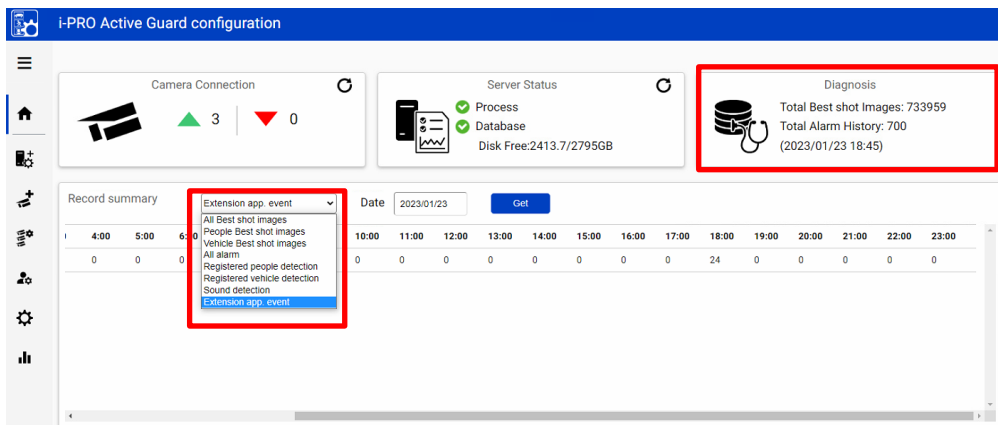 i-PRO Active Guard configuration
Camera Connection
3
0
Server Status
Process
Database
Disk Free:2413.7/2795GB
Diagnosis
Total Best shot Images: 733959
Total Alarm History: 700
(2023/01/23 18:45)
Record summary
Extension app. event
Date
2023/01/23
Get
All Best shot images
People Best shot images
Vehicle Best shot images
All alarm
Registered people detection
Registered vehicle detection
Sound detection
Extension app. event
4:00 5:00 10:00 11:00 12:00 13:00 14:00 15:00 16:00 17:00 18:00 19:00 20:00 21:00 22:00 23:00
0 0 0 0 0 0 0 0 0 0 0 24 0 0 0 0 0